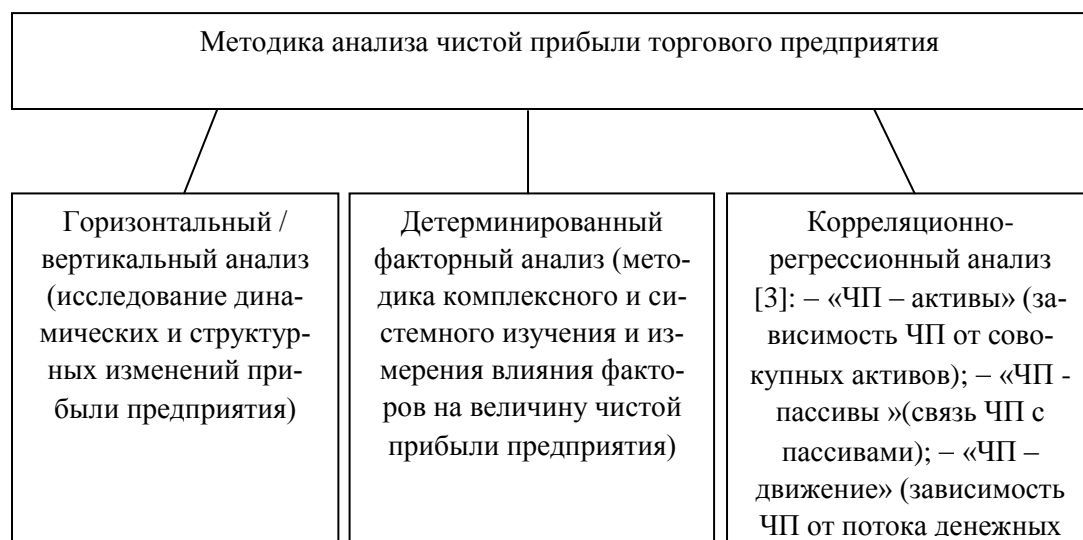 Методика анализа чистой прибыли торгового предприятия
Горизонтальный /
вертикальный анализ
(исследование дина-
мических и структур-
ных изменений при-
были предприятия)
Детерминированный
факторный анализ (мето-
дика комплексного и си-
стемного изучения и из-
мерения влияния факто-
ров на величину чистой
прибыли предприятия)
Корреляционно-
регрессионный анализ
[3]: – «ЧП – активы» (за-
висимость ЧП от сово-
купных активов); – «ЧП -
пассивы »(связь ЧП с
пассивами); – «ЧП –
движение» (зависимость
ЧП от потока денежных